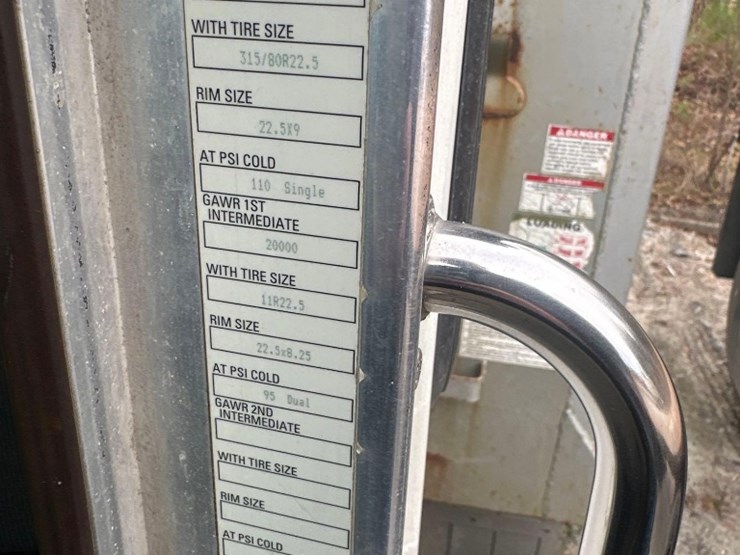 WITH TIRE SIZE
315/80R22.5
RIM SIZE
22.5X9
AT PSI COLD
110 Single
GAWR 1ST
INTERMEDIATE
20000
WITH TIRE SIZE
11R22.5
RIM SIZE
22.5x8.25
AT PSI COLD
95 Dual
GAWR 2ND
INTERMEDIATE
WITH TIRE SIZE
RIM SIZE
AT PSI COLD
DANGER